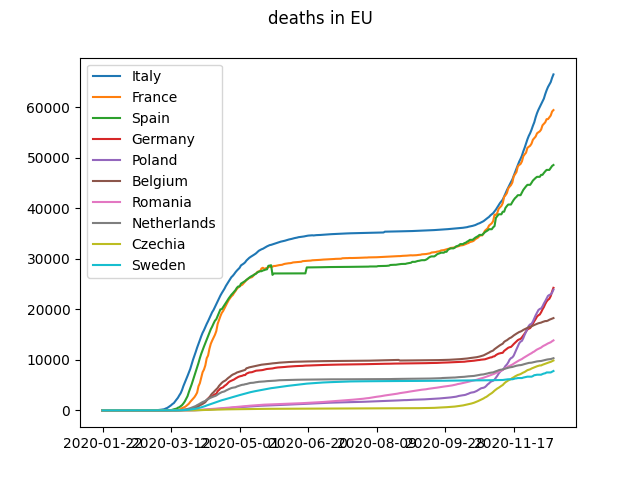 deaths in EU
Italy
France
Spain
Germany
Poland
Belgium
Romania
Netherlands
Czechia
Sweden
60000
50000
40000
30000
20000
10000
0
2020-01-22 2020-03-12 2020-05-01 2020-06-20 2020-08-09 2020-09-28 2020-11-17